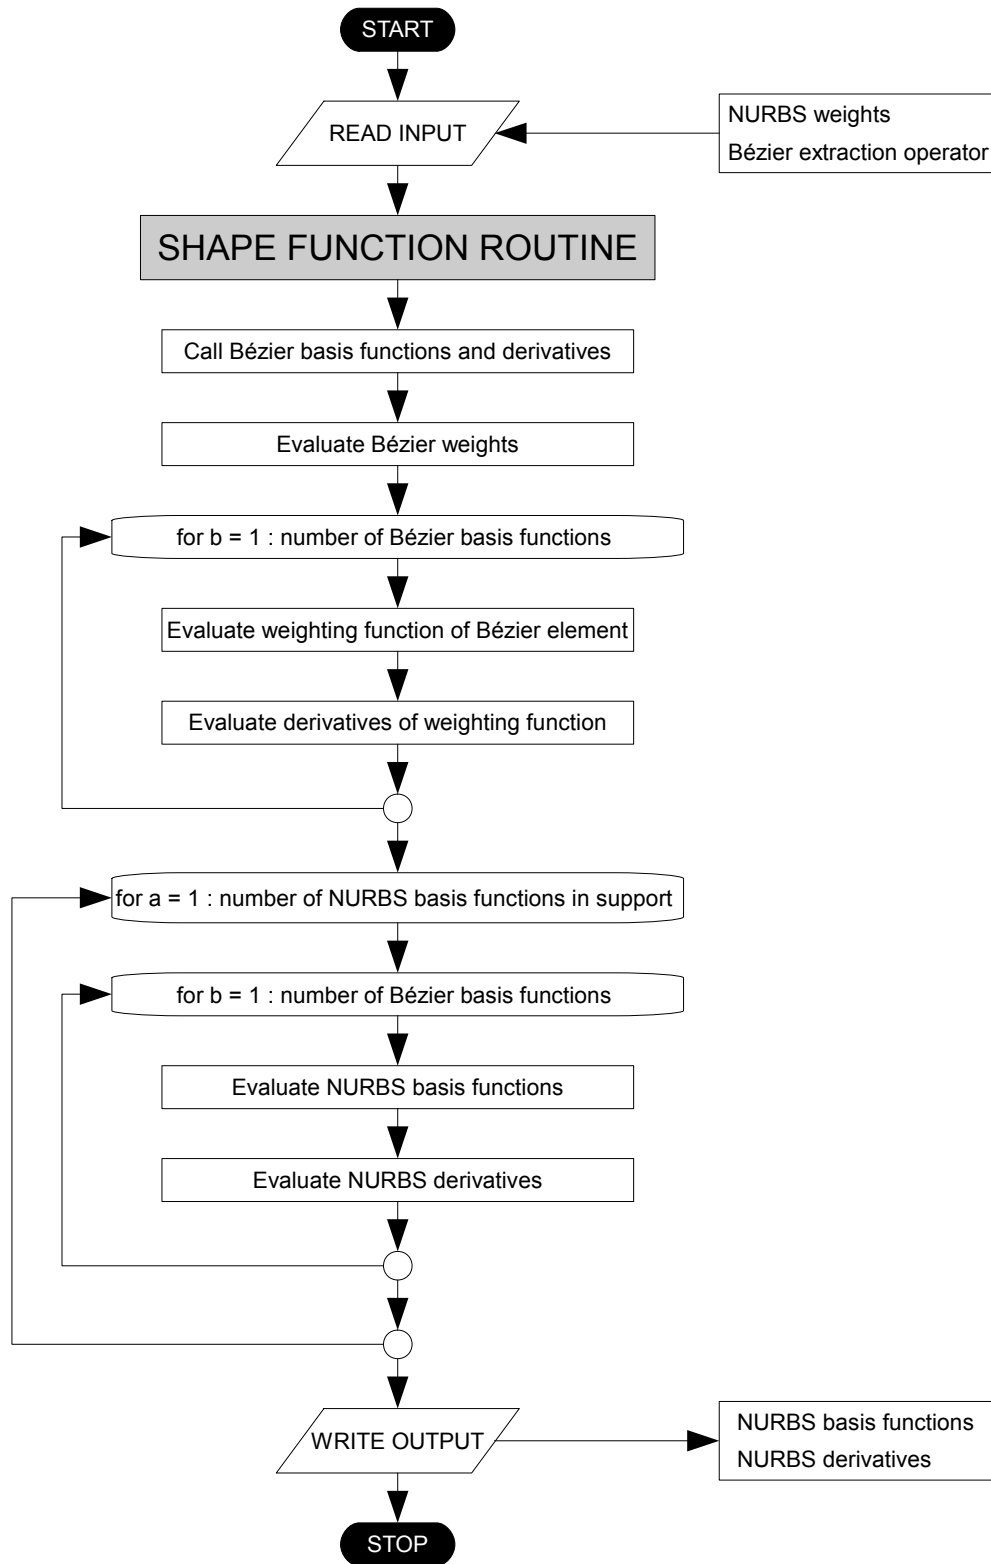 START
READ INPUT
NURBS weights
Bézier extraction operator
SHAPE FUNCTION ROUTINE
Call Bézier basis functions and derivatives
Evaluate Bézier weights
for b = 1 : number of Bézier basis functions
Evaluate weighting function of Bézier element
Evaluate derivatives of weighting function
for a = 1 : number of NURBS basis functions in support
for b = 1 : number of Bézier basis functions
Evaluate NURBS basis functions
Evaluate NURBS derivatives
WRITE OUTPUT
NURBS basis functions
NURBS derivatives
STOP